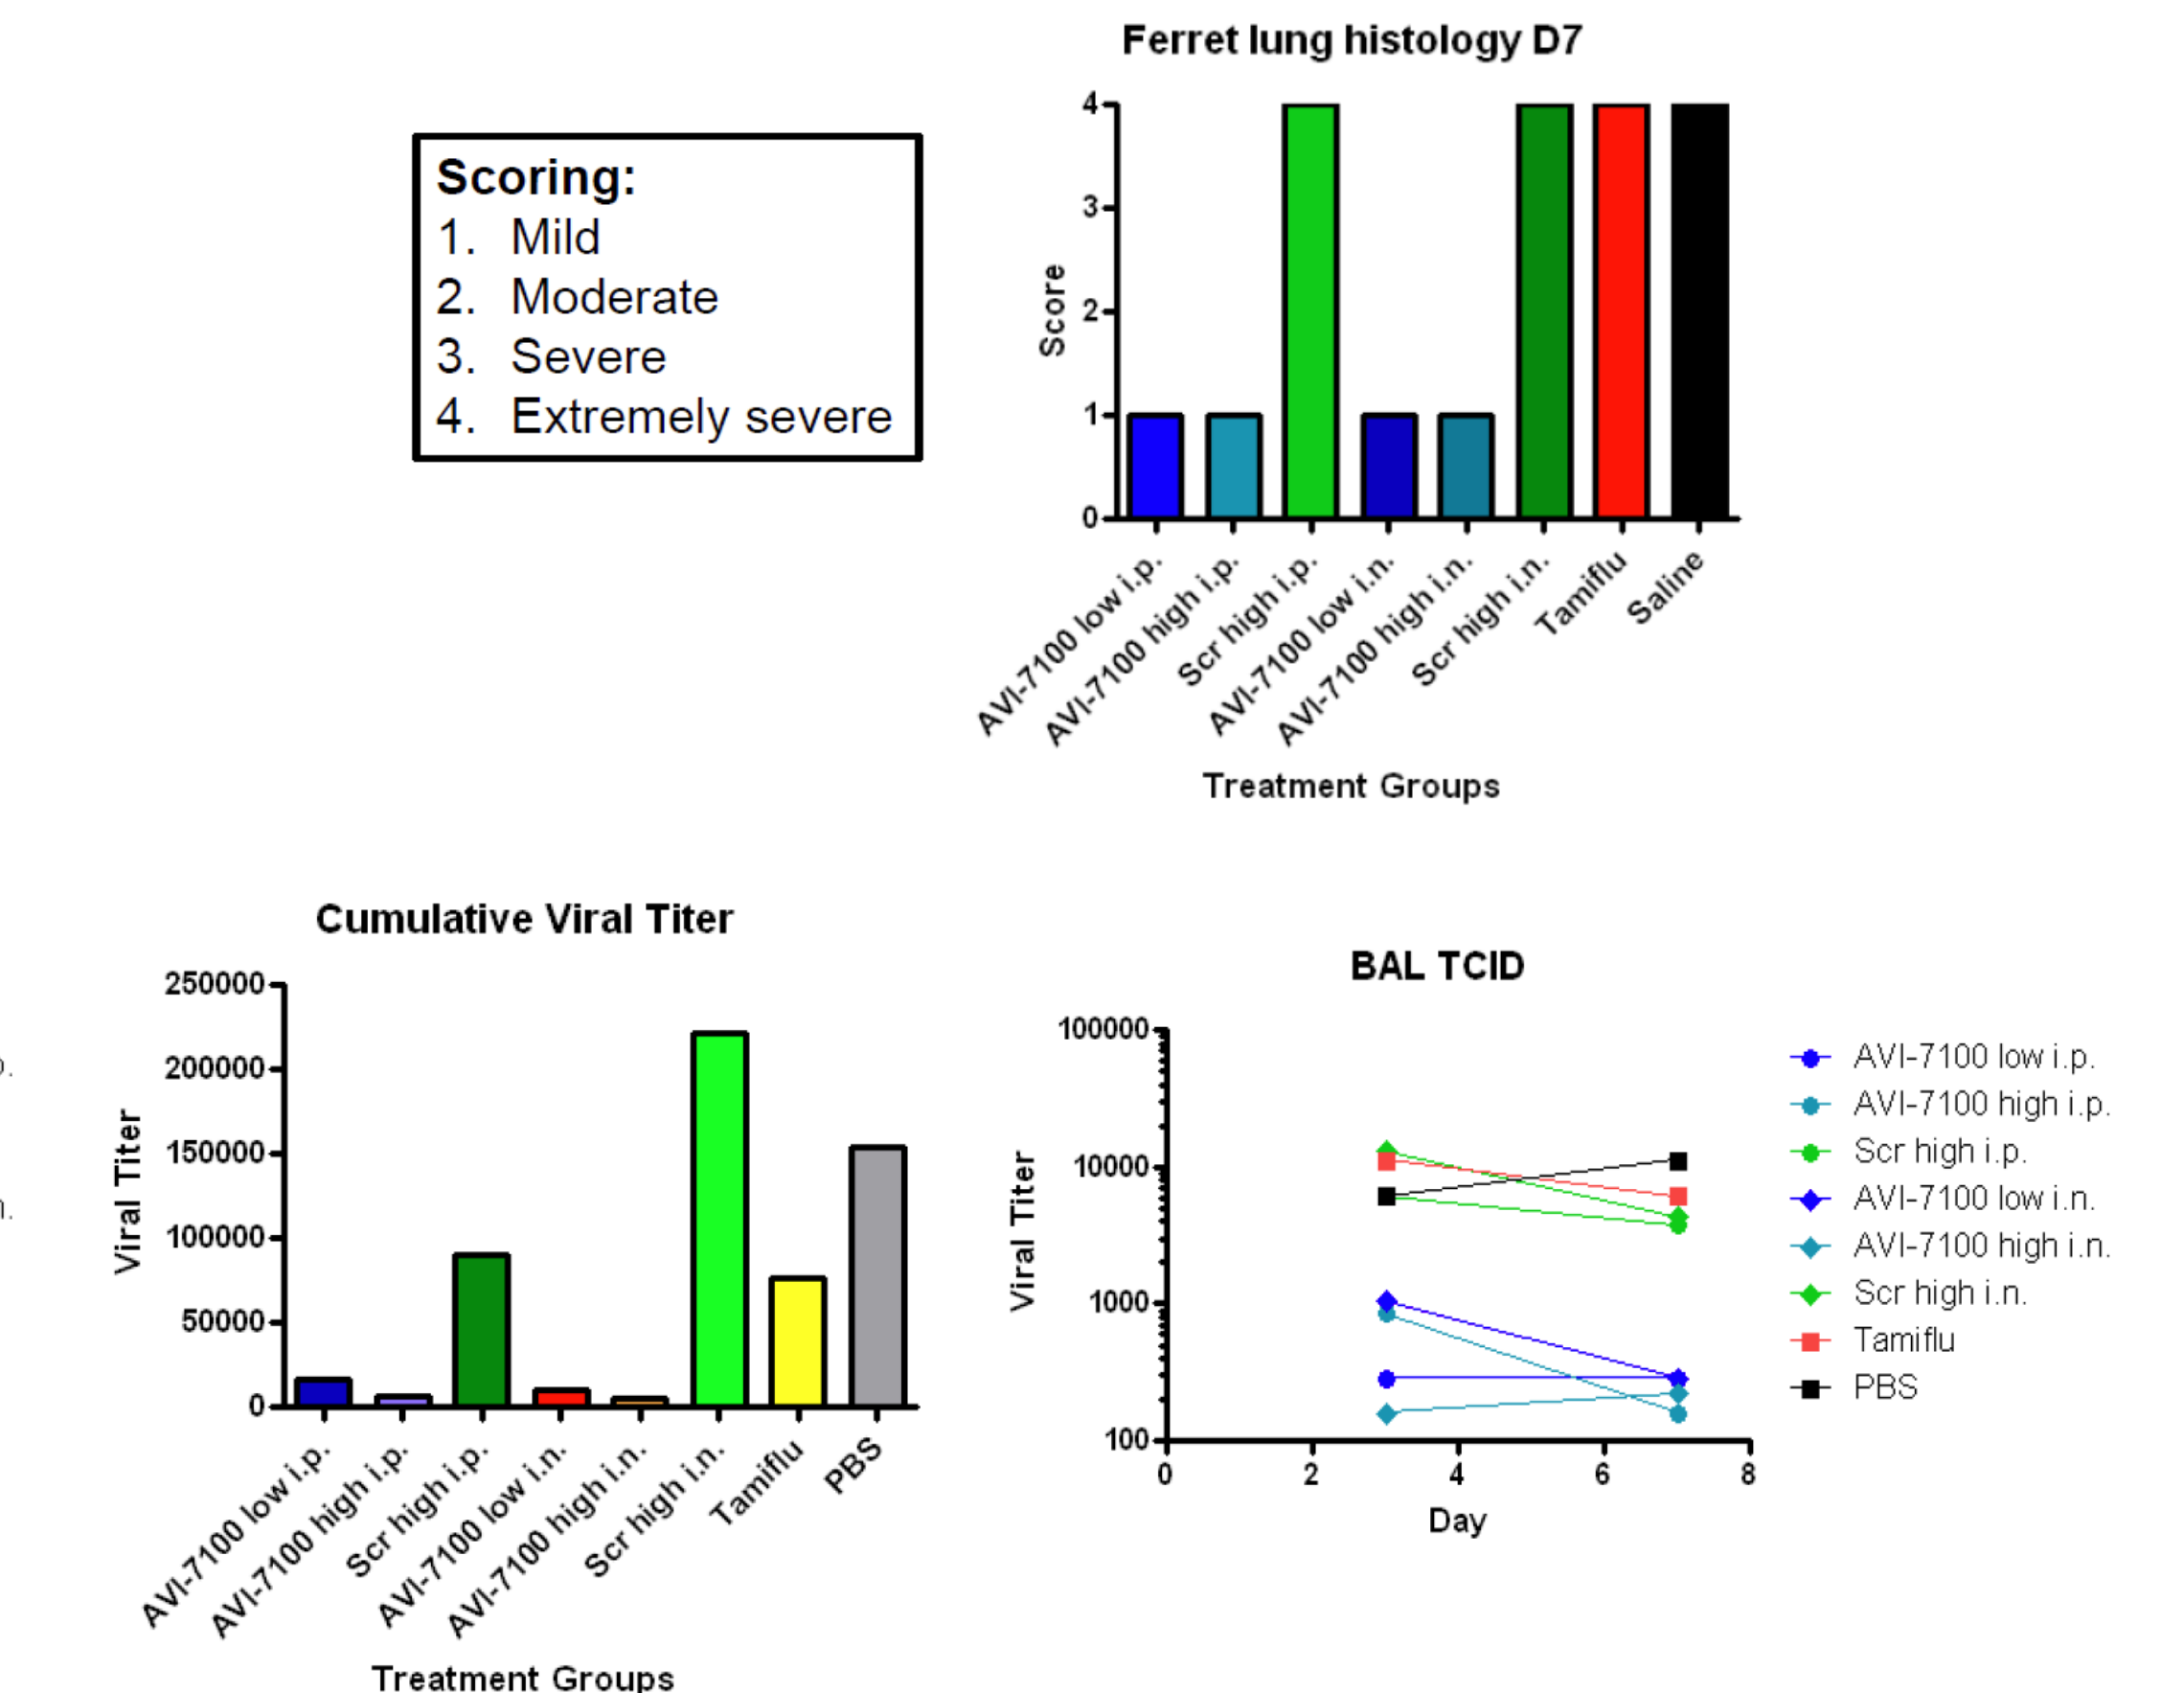 Ferret lung histology D7
Scoring:
1. Mild
2. Moderate
3. Severe
4. Extremely severe
Score
4
3
2
1
0
AVI-7100 low i.p.
AVI-7100 high i.p.
Scr high i.p.
AVI-7100 low i.n.
AVI-7100 high i.n.
Scr high i.n.
Tamiflu
Saline
Treatment Groups
Cumulative Viral Titer
Viral Titer
250000
200000
150000
100000
50000
0
AVI-7100 low i.p.
AVI-7100 high i.p.
Scr high i.p.
AVI-7100 low i.n.
AVI-7100 high i.n.
Scr high i.n.
Tamiflu
PBS
Treatment Groups
BAL TCID
Viral Titer
100000
10000
1000
100
0 2 4 6 8
Day
AVI-7100 low i.p.
AVI-7100 high i.p.
Scr high i.p.
AVI-7100 low i.n.
AVI-7100 high i.n.
Scr high i.n.
Tamiflu
PBS